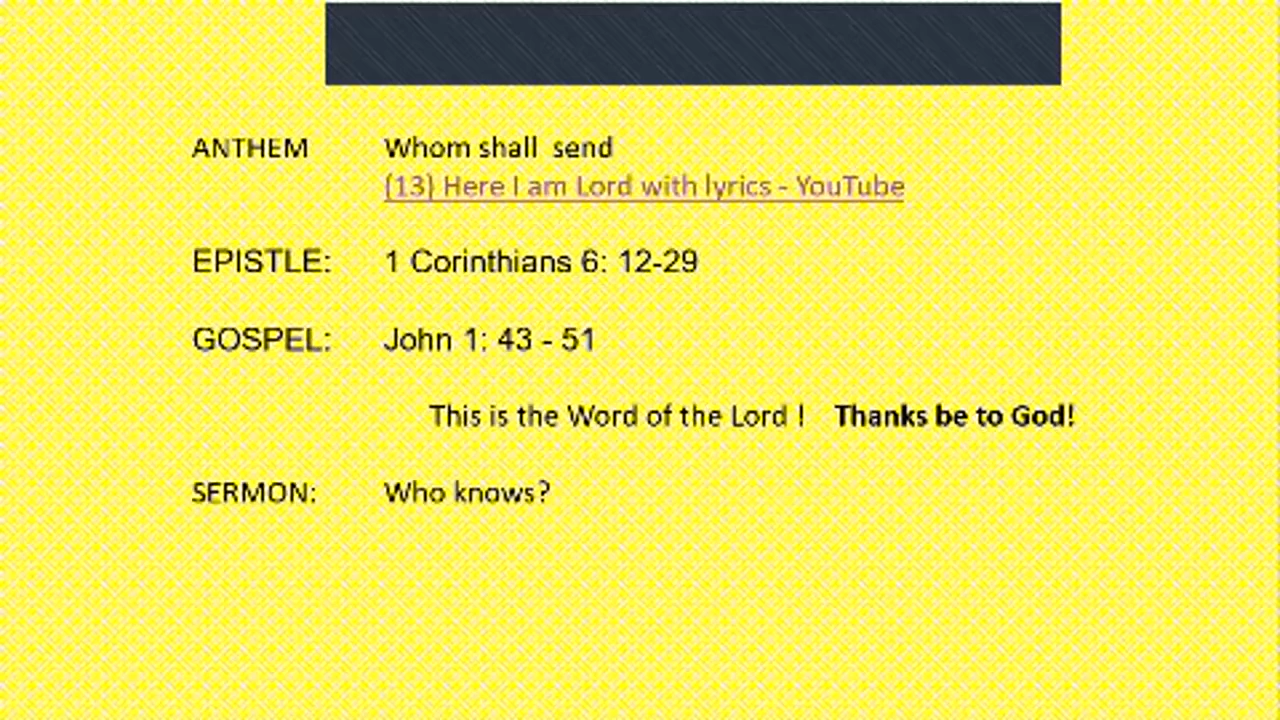 ANTHEM Whom shall send
(13) Here I am Lord with lyrics - YouTube
EPISTLE: 1 Corinthians 6: 12-29
GOSPEL: John 1: 43 - 51
This is the Word of the Lord ! Thanks be to God!
SERMON: Who knows?